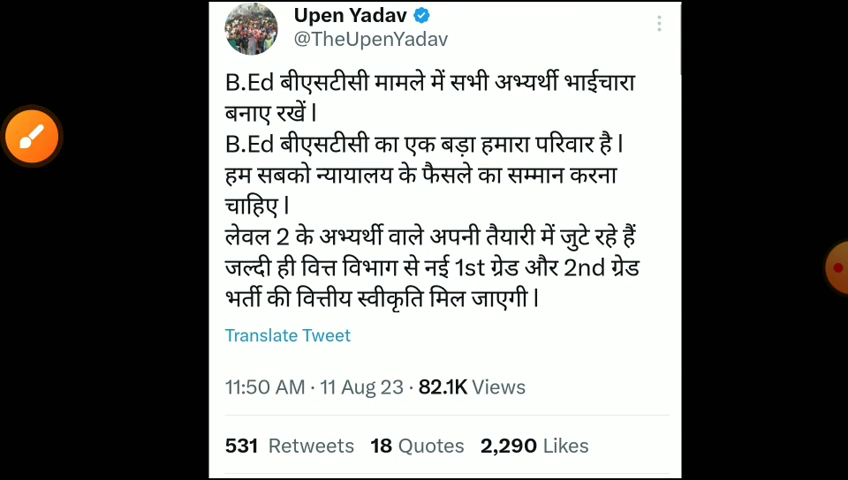 Upen Yadav
@TheUpenYadav
B.Ed बीएसटीसी मामले में सभी अभ्यर्थी भाईचारा
बनाए रखें |
B.Ed बीएसटीसी का एक बड़ा हमारा परिवार है |
हम सबको न्यायालय के फैसले का सम्मान करना
चाहिए |
लेवल 2 के अभ्यर्थी वाले अपनी तैयारी में जुटे रहे हैं
जल्दी ही वित्त विभाग से नई 1st ग्रेड और 2nd ग्रेड
भर्ती की वित्तीय स्वीकृति मिल जाएगी |
Translate Tweet
11:50 AM · 11 Aug 23 · 82.1K Views
531 Retweets 18 Quotes 2,290 Likes